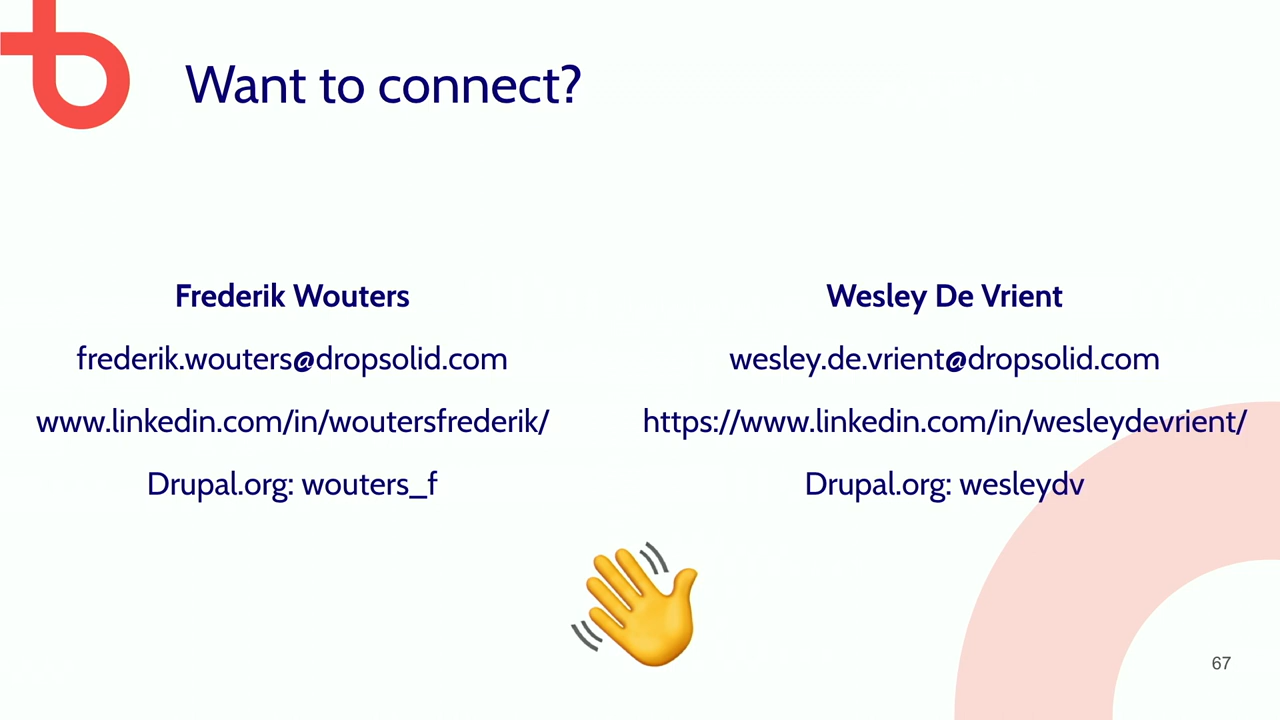 Want to connect?
Frederik Wouters
frederik.wouters@dropsolid.com
www.linkedin.com/in/woutersfrederik/
Drupal.org: wouters_f
Wesley De Vrient
wesley.de.vrient@dropsolid.com
https://www.linkedin.com/in/wesleydevrient/
Drupal.org: wesleydv
67